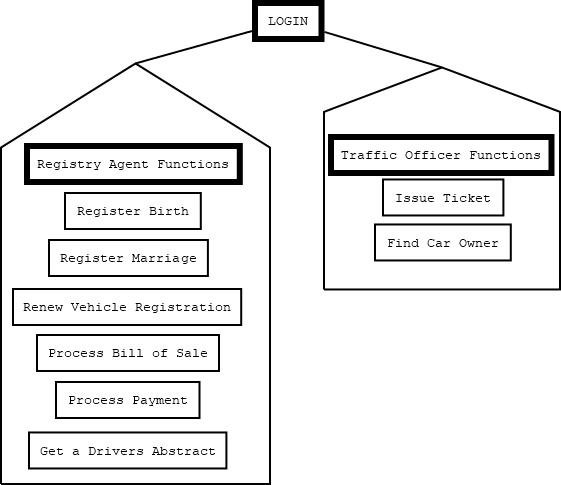 LOGIN
Registry Agent Functions
Register Birth
Register Marriage
Renew Vehicle Registration
Process Bill of Sale
Process Payment
Get a Drivers Abstract
Traffic Officer Functions
Issue Ticket
Find Car Owner